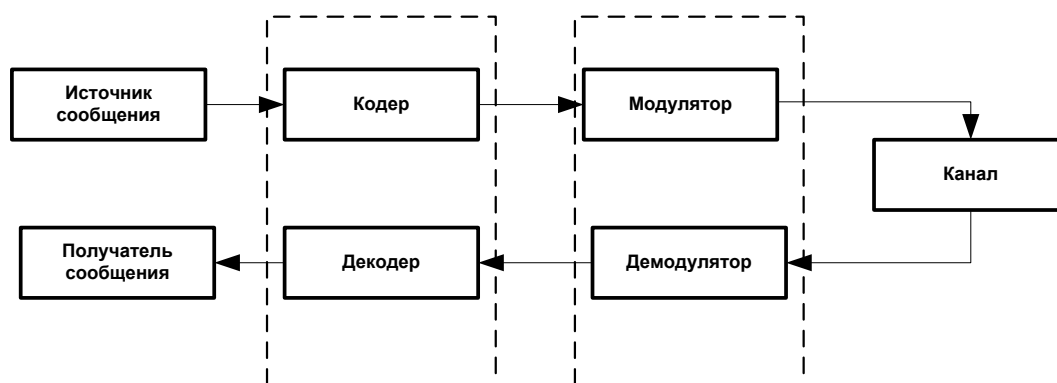 Источник
сообщения
Кодер
Модулятор
Канал
Получатель
сообщения
Декодер
Демодулятор